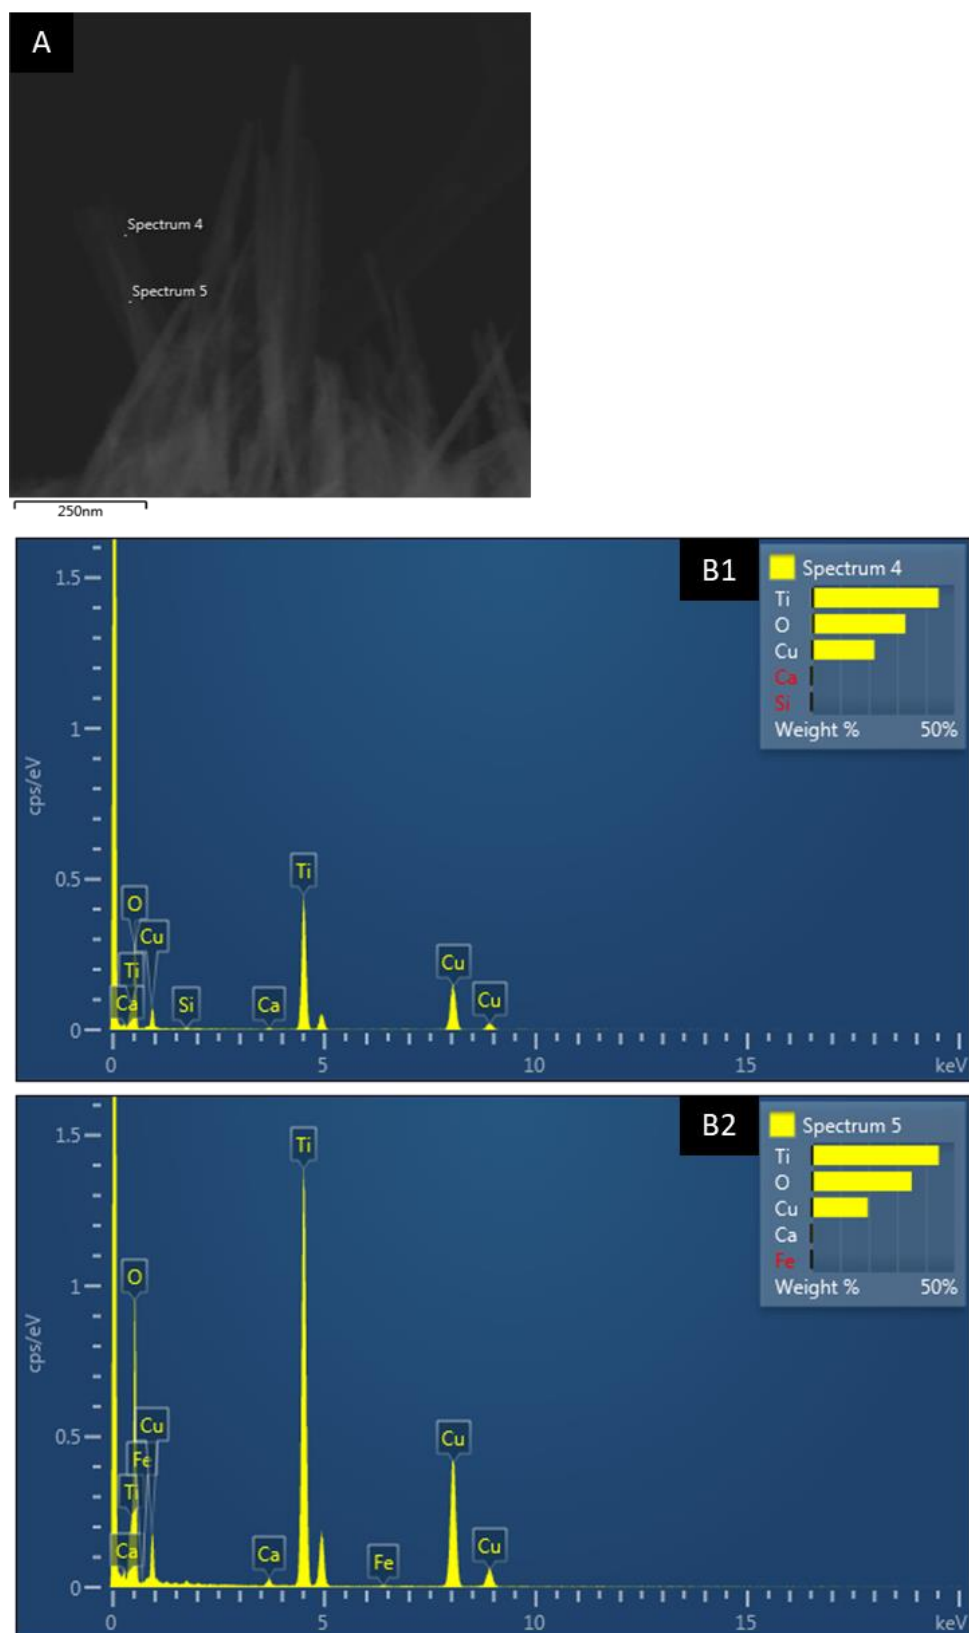 A
Spectrum 4
Spectrum 5
250nm
B1
Spectrum 4
Ti
O
Cu
Ca
Si
Weight % 50%
cps/eV
1.5
1
0.5
0
Ti
O
Cu
Ti
Ca
Si
Ca
Cu
Cu
0 5 10 15 keV
B2
Spectrum 5
Ti
O
Cu
Ca
Fe
Weight % 50%
cps/eV
1.5
1
0.5
0
Ti
O
Cu
Fe
Ti
Ca
Ca
Fe
Cu
Cu
0 5 10 15 keV